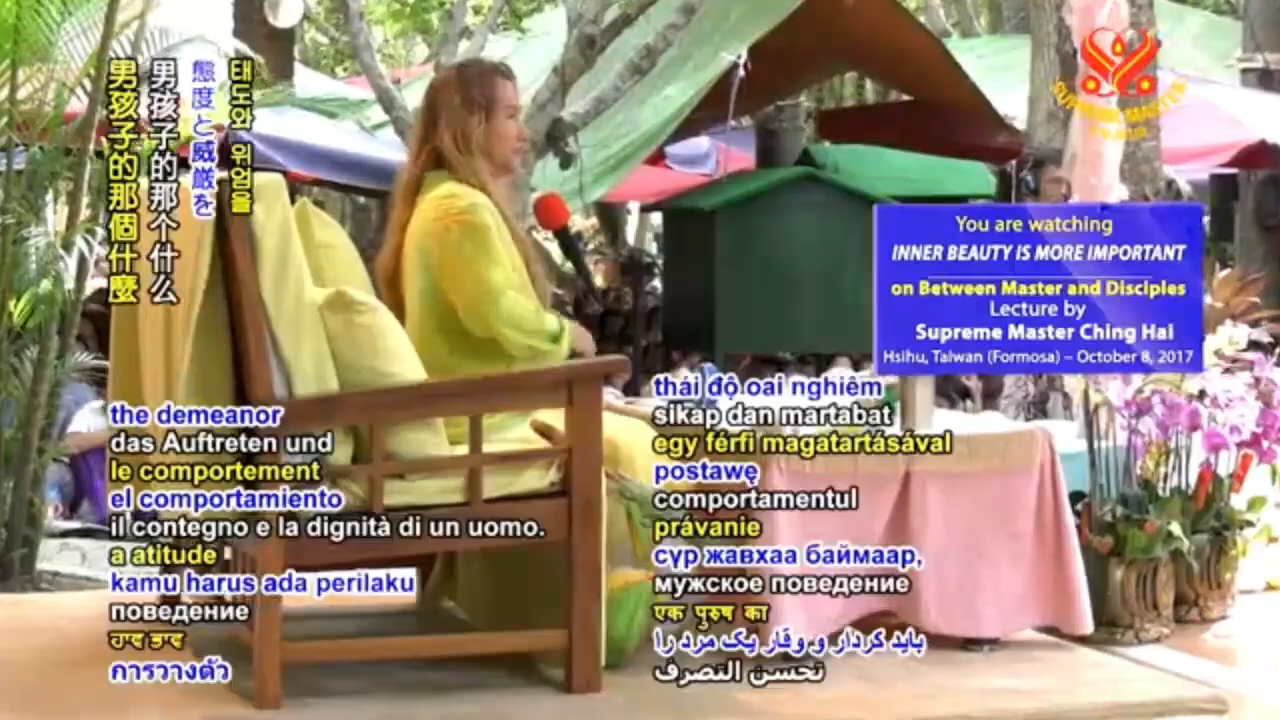 태도와 위엄을
態度と威厳を
男孩子的那个什么
男孩子的那個什麼
SUPREME MASTER
You are watching
INNER BEAUTY IS MORE IMPORTANT
on Between Master and Disciples
Lecture by
Supreme Master Ching Hai
Hsihu, Taiwan (Formosa) – October 8, 2017
the demeanor
das Auftreten und
le comportement
el comportamiento
il contegno e la dignità di un uomo.
a atitude
kamu harus ada perilaku
поведение
ਹਾਵ ਭਾਵ
การวางตัว
thái độ oai nghiêm
sikap dan martabat
egy férfi magatartásával
postawę
comportamentul
právanie
сүр жавхаа баймаар,
мужское поведение
एक पुरुष का
باید کردار و وقار یک مرد را
تحسن التصرف